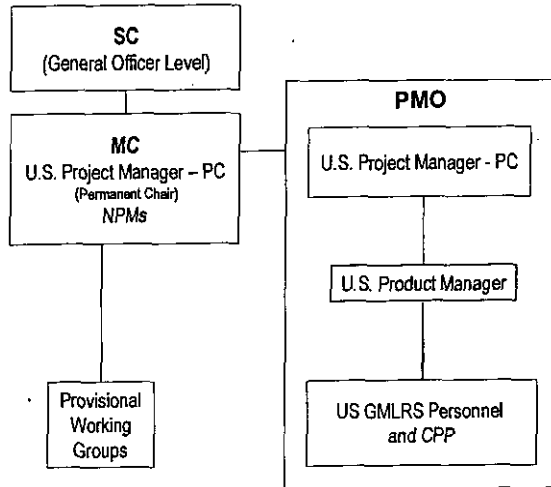 SC
(General Officer Level)
MC
U.S. Project Manager – PC
(Permanent Chair)
NPMs
Provisional
Working
Groups
PMO
U.S. Project Manager - PC
U.S. Product Manager
US GMLRS Personnel
and CPP